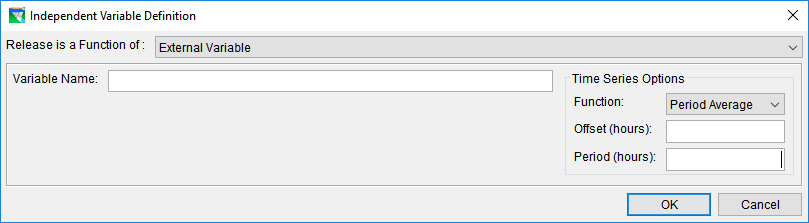 Independent Variable Definition
Release is a Function of : External Variable
Variable Name:
Time Series Options
Function: Period Average
Offset (hours):
Period (hours):
OK Cancel